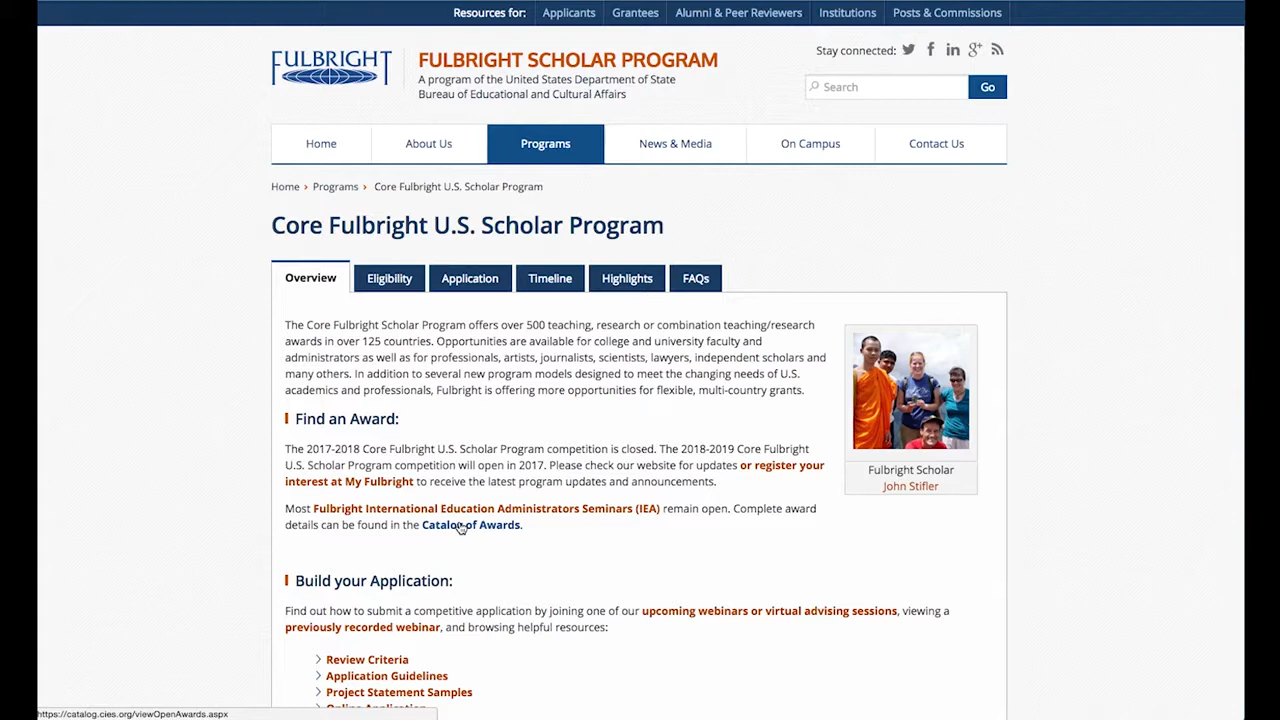 Resources for: Applicants Grantees Alumni & Peer Reviewers Institutions Posts & Commissions
FULBRIGHT
FULBRIGHT SCHOLAR PROGRAM
A program of the United States Department of State
Bureau of Educational and Cultural Affairs
Stay connected:
Search Go
Home About Us Programs News & Media On Campus Contact Us
Home › Programs › Core Fulbright U.S. Scholar Program
Core Fulbright U.S. Scholar Program
Overview Eligibility Application Timeline Highlights FAQs
The Core Fulbright Scholar Program offers over 500 teaching, research or combination teaching/research
awards in over 125 countries. Opportunities are available for college and university faculty and
administrators as well as for professionals, artists, journalists, scientists, lawyers, independent scholars and
many others. In addition to several new program models designed to meet the changing needs of U.S.
academics and professionals, Fulbright is offering more opportunities for flexible, multi-country grants.
Find an Award:
The 2017-2018 Core Fulbright U.S. Scholar Program competition is closed. The 2018-2019 Core Fulbright
U.S. Scholar Program competition will open in 2017. Please check our website for updates or register your
interest at My Fulbright to receive the latest program updates and announcements.
Most Fulbright International Education Administrators Seminars (IEA) remain open. Complete award
details can be found in the Catalog of Awards.
Fulbright Scholar
John Stifler
Build your Application:
Find out how to submit a competitive application by joining one of our upcoming webinars or virtual advising sessions, viewing a
previously recorded webinar, and browsing helpful resources:
Review Criteria
Application Guidelines
Project Statement Samples
Online Application
https://catalog.cies.org/viewOpenAwards.aspx